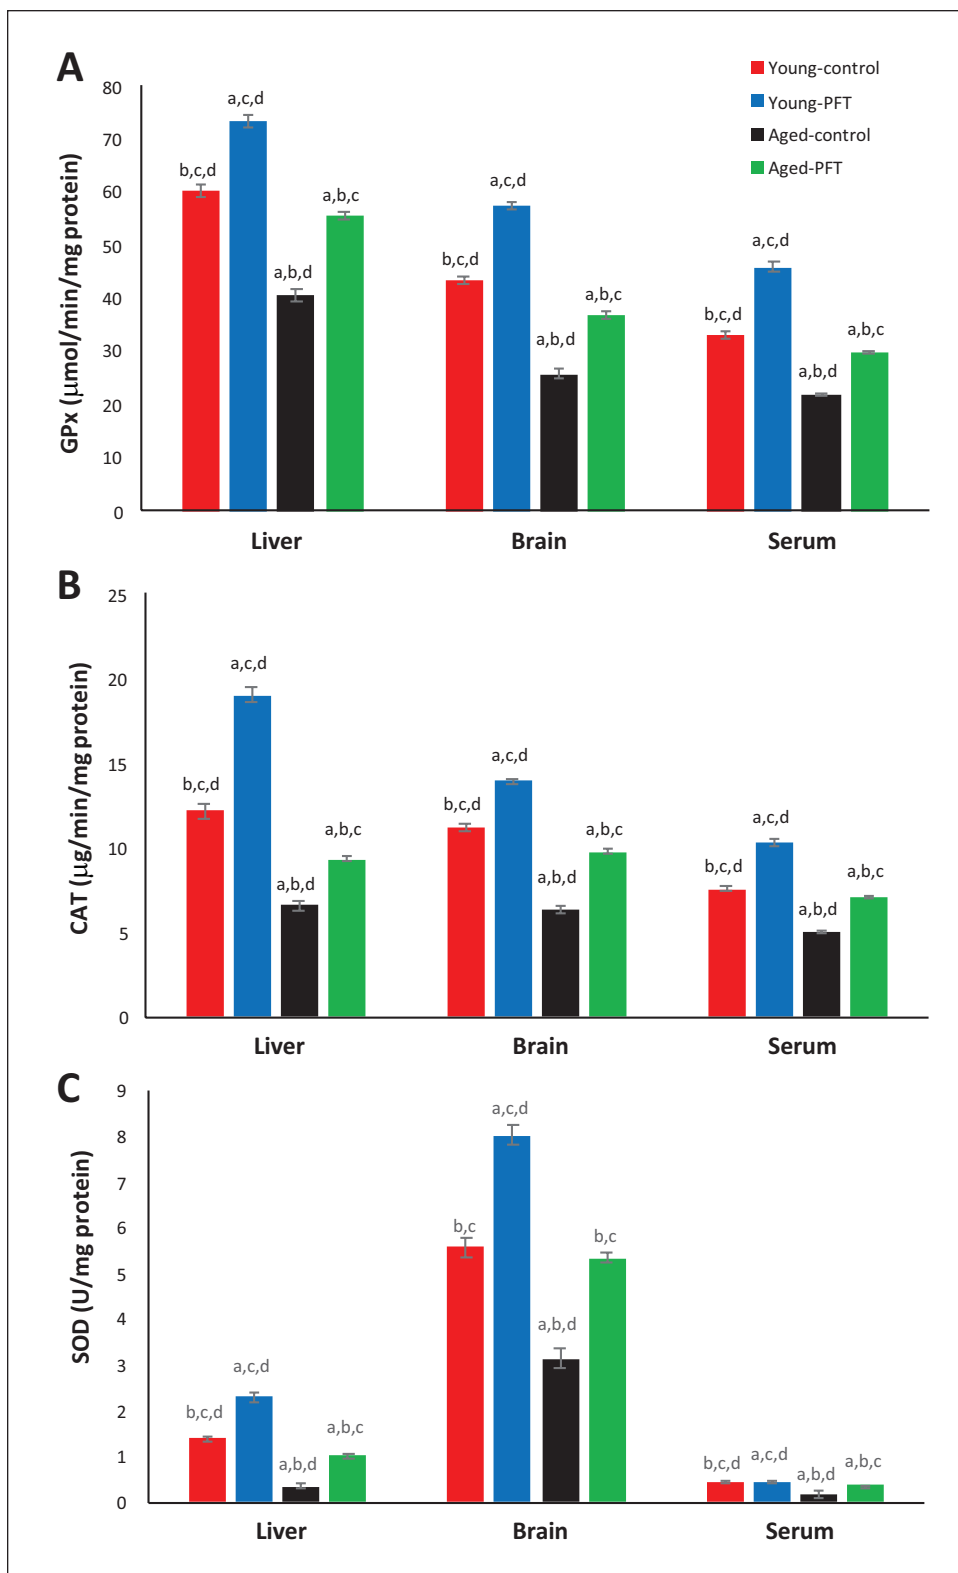 A
Young-control
Young-PFT
Aged-control
Aged-PFT
GPx (µmol/min/mg protein)
80
70
60
50
40
30
20
10
0
b,c,d
a,c,d
a,b,d
a,b,c
b,c,d
a,c,d
a,b,d
a,b,c
b,c,d
a,c,d
a,b,d
a,b,c
Liver Brain Serum
B
CAT (µg/min/mg protein)
25
20
15
10
5
0
b,c,d
a,c,d
a,b,d
a,b,c
b,c,d
a,c,d
a,b,d
a,b,c
b,c,d
a,c,d
a,b,d
a,b,c
Liver Brain Serum
C
SOD (U/mg protein)
9
8
7
6
5
4
3
2
1
0
b,c,d
a,c,d
a,b,d
a,b,c
b,c
a,c,d
a,b,d
b,c
b,c,d
a,c,d
a,b,d
a,b,c
Liver Brain Serum